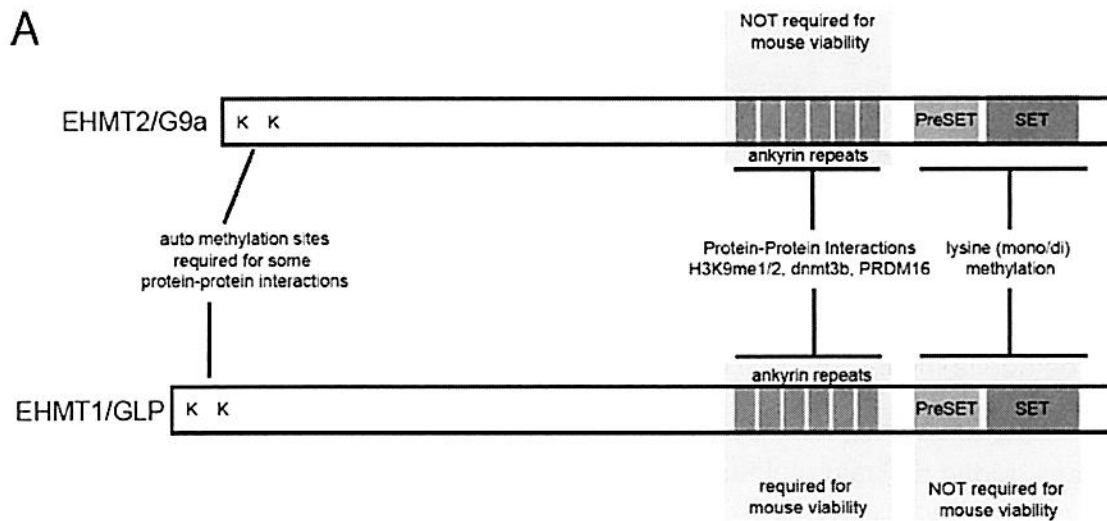 A
NOT required for
mouse viability
EHMT2/G9a
K K
PreSET
SET
ankyrin repeats
auto methylation sites
required for some
protein-protein interactions
Protein-Protein Interactions
H3K9me1/2, dnmt3b, PRDM16
lysine (mono/di)
methylation
ankyrin repeats
EHMT1/GLP
K K
PreSET
SET
required for
mouse viability
NOT required for
mouse viability